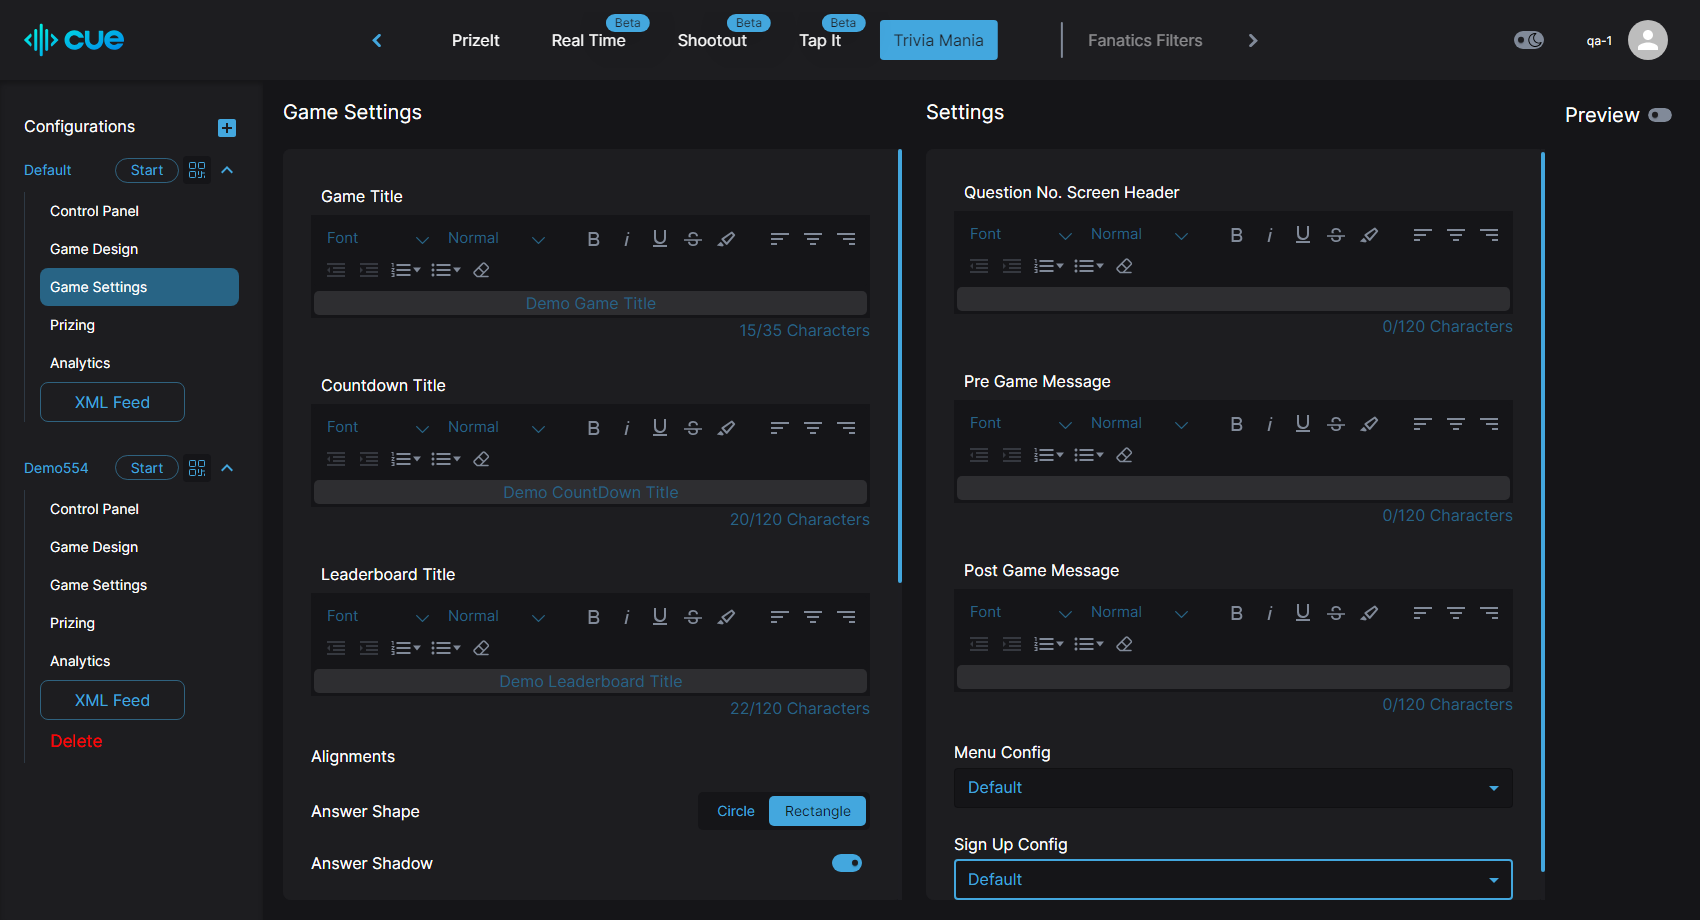 cue
PrizeIt
Real Time
Beta
Shootout
Beta
Tap It
Beta
Trivia Mania
Fanatics Filters
qa-1
Configurations
Default
Start
Control Panel
Game Design
Game Settings
Prizing
Analytics
XML Feed
Demo554
Start
Control Panel
Game Design
Game Settings
Prizing
Analytics
XML Feed
Delete
Game Settings
Game Title
Font Normal B i U S
Demo Game Title
15/35 Characters
Countdown Title
Font Normal B i U S
Demo CountDown Title
20/120 Characters
Leaderboard Title
Font Normal B i U S
Demo Leaderboard Title
22/120 Characters
Alignments
Answer Shape
Circle
Rectangle
Answer Shadow
Settings
Question No. Screen Header
Font Normal B i U S
0/120 Characters
Pre Game Message
Font Normal B i U S
0/120 Characters
Post Game Message
Font Normal B i U S
0/120 Characters
Menu Config
Default
Sign Up Config
Default
Preview